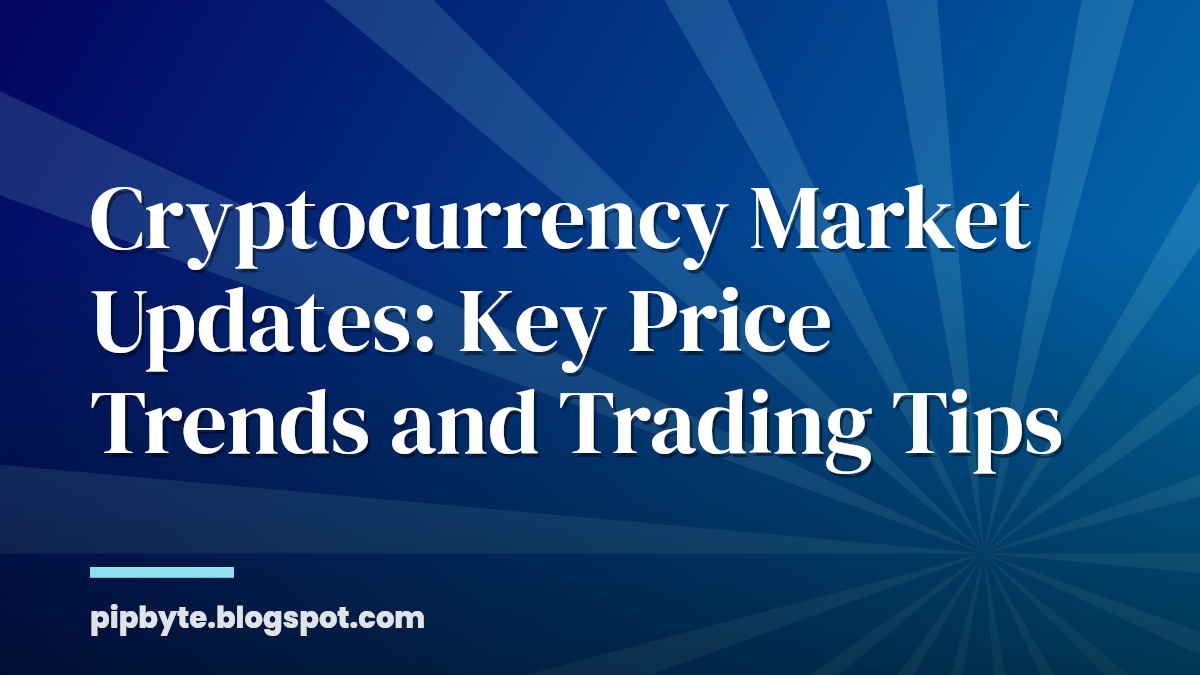 Cryptocurrency Market
Updates: Key Price
Trends and Trading Tips
pipbyte.blogspot.com